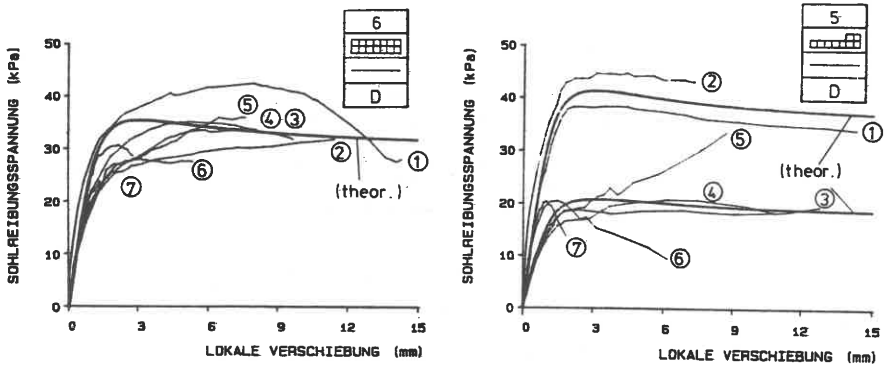 6
D
SOHLREIBUNGSSPANNUNG (kPa)
50
40
30
20
10
0
⑤
④ ③
②
①
⑥
⑦
(theor.)
0 3 6 9 12 15
LOKALE VERSCHIEBUNG (mm)
5
D
SOHLREIBUNGSSPANNUNG (kPa)
50
40
30
20
10
0
②
①
⑤
(theor.)
④
③
⑦
⑥
0 3 6 9 12 15
LOKALE VERSCHIEBUNG (mm)